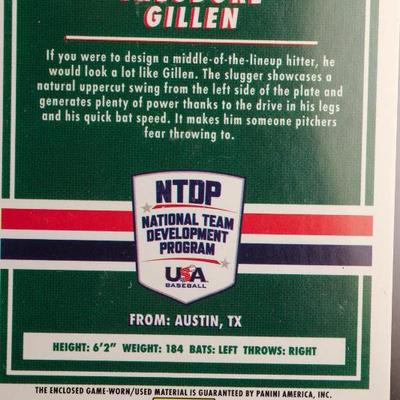 GILLEN
If you were to design a middle-of-the-lineup hitter, he
would look a lot like Gillen. The slugger showcases a
natural uppercut swing from the left side of the plate and
generates plenty of power thanks to the drive in his legs
and his quick bat speed. It makes him someone pitchers
fear throwing to.
NTDP
NATIONAL TEAM
DEVELOPMENT
PROGRAM
USA
BASEBALL
FROM: AUSTIN, TX
HEIGHT: 6'2" WEIGHT: 184 BATS: LEFT THROWS: RIGHT
THE ENCLOSED GAME-WORN/USED MATERIAL IS GUARANTEED BY PANINI AMERICA, INC.